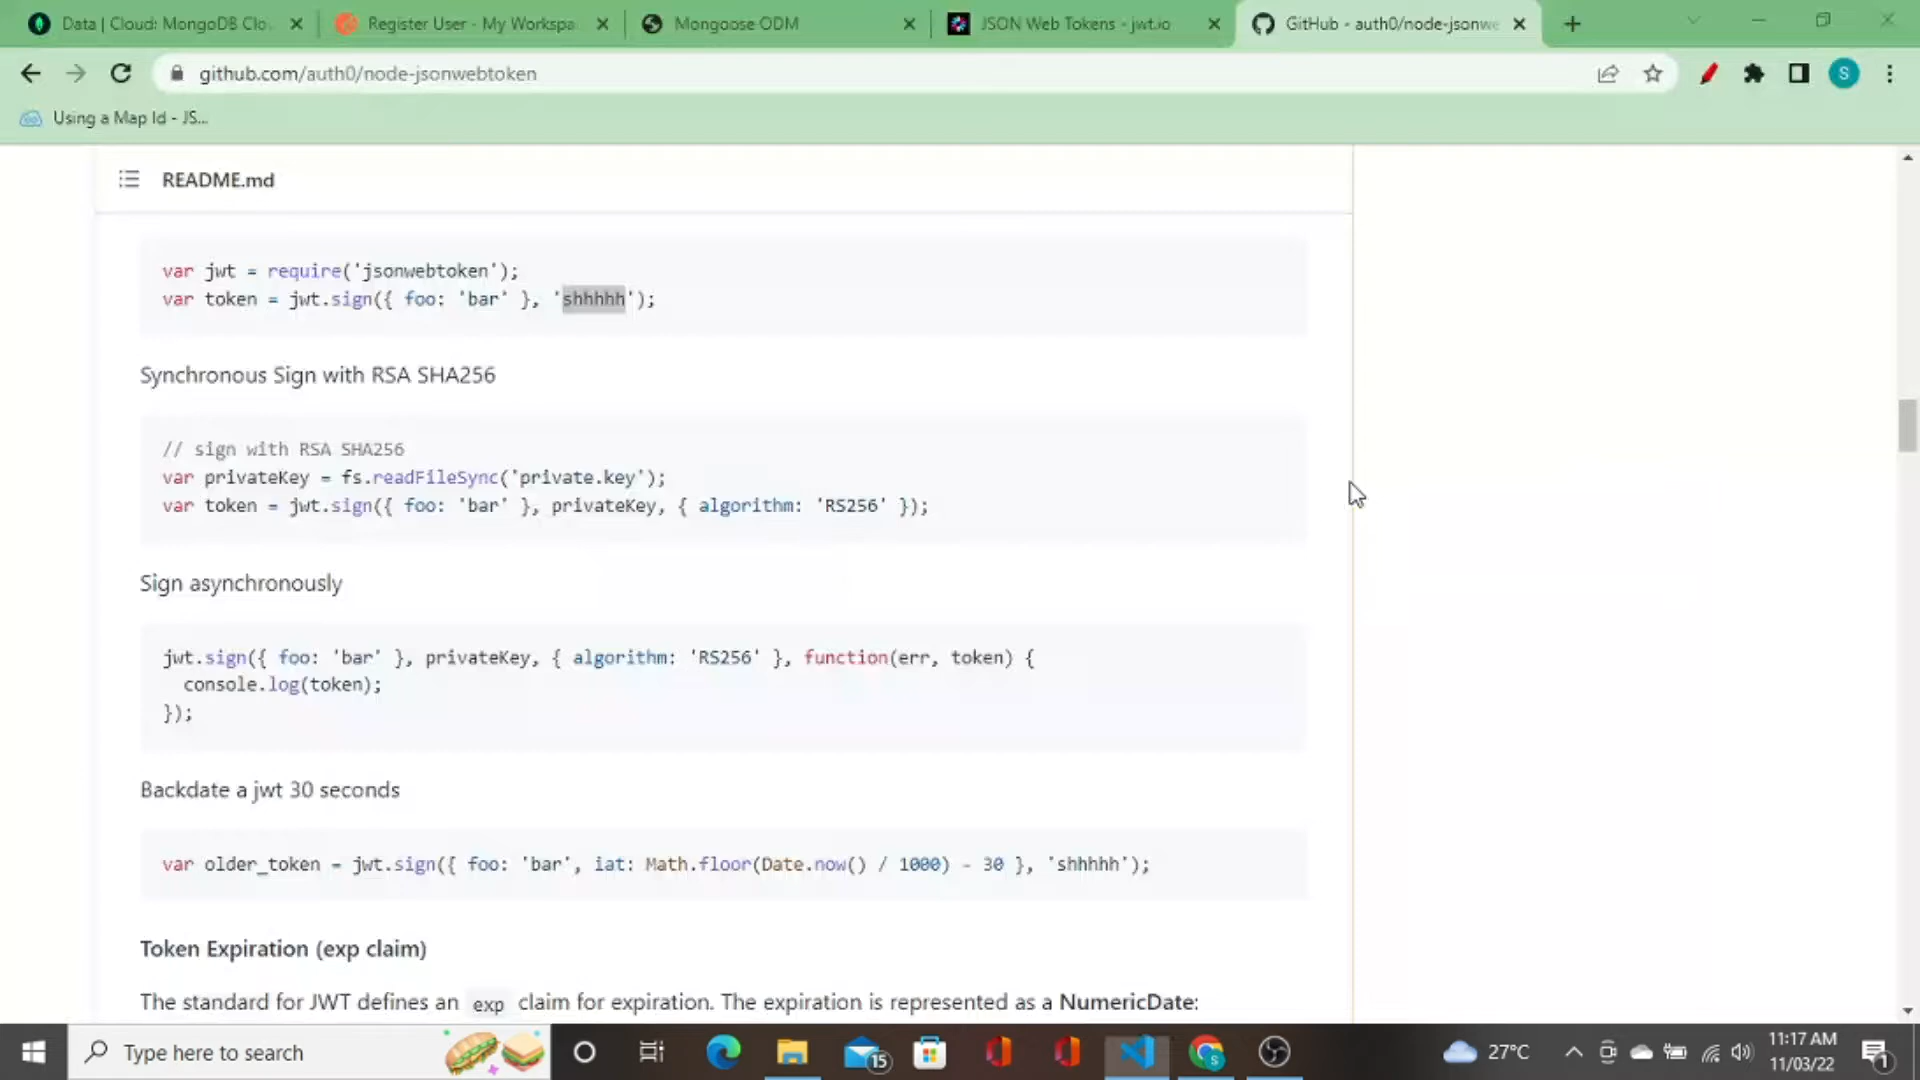 Data | Cloud: MongoDB Clo
Register User - My Workspa
Mongoose ODM
JSON Web Tokens - jwt.io
GitHub - auth0/node-jsonwe
github.com/auth0/node-jsonwebtoken
S
Using a Map Id - JS...
README.md
var jwt = require('jsonwebtoken');
var token = jwt.sign({ foo: 'bar' }, 'shhhhh');
Synchronous Sign with RSA SHA256
// sign with RSA SHA256
var privateKey = fs.readFileSync('private.key');
var token = jwt.sign({ foo: 'bar' }, privateKey, { algorithm: 'RS256' });
Sign asynchronously
jwt.sign({ foo: 'bar' }, privateKey, { algorithm: 'RS256' }, function(err, token) {
console.log(token);
});
Backdate a jwt 30 seconds
var older_token = jwt.sign({ foo: 'bar', iat: Math.floor(Date.now() / 1000) - 30 }, 'shhhhh');
Token Expiration (exp claim)
The standard for JWT defines an exp claim for expiration. The expiration is represented as a NumericDate:
Type here to search
15
S
27°C
11:17 AM
11/03/22
1